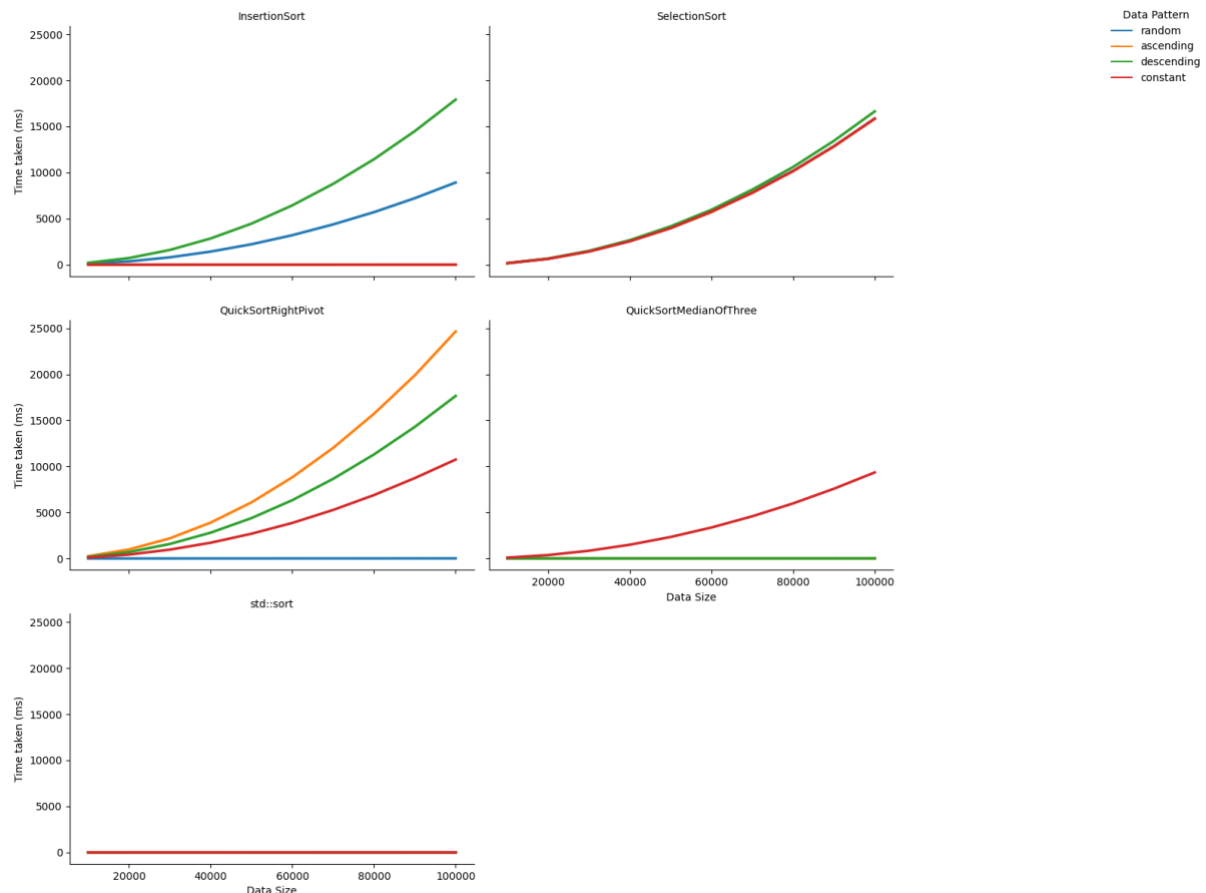 InsertionSort
SelectionSort
Data Pattern
random
ascending
descending
constant
25000
20000
15000
10000
5000
0
Time taken (ms)
QuickSortRightPivot
QuickSortMedianOfThree
25000
20000
15000
10000
5000
0
Time taken (ms)
20000 40000 60000 80000 100000
Data Size
std::sort
25000
20000
15000
10000
5000
0
Time taken (ms)
20000 40000 60000 80000 100000
Data Size